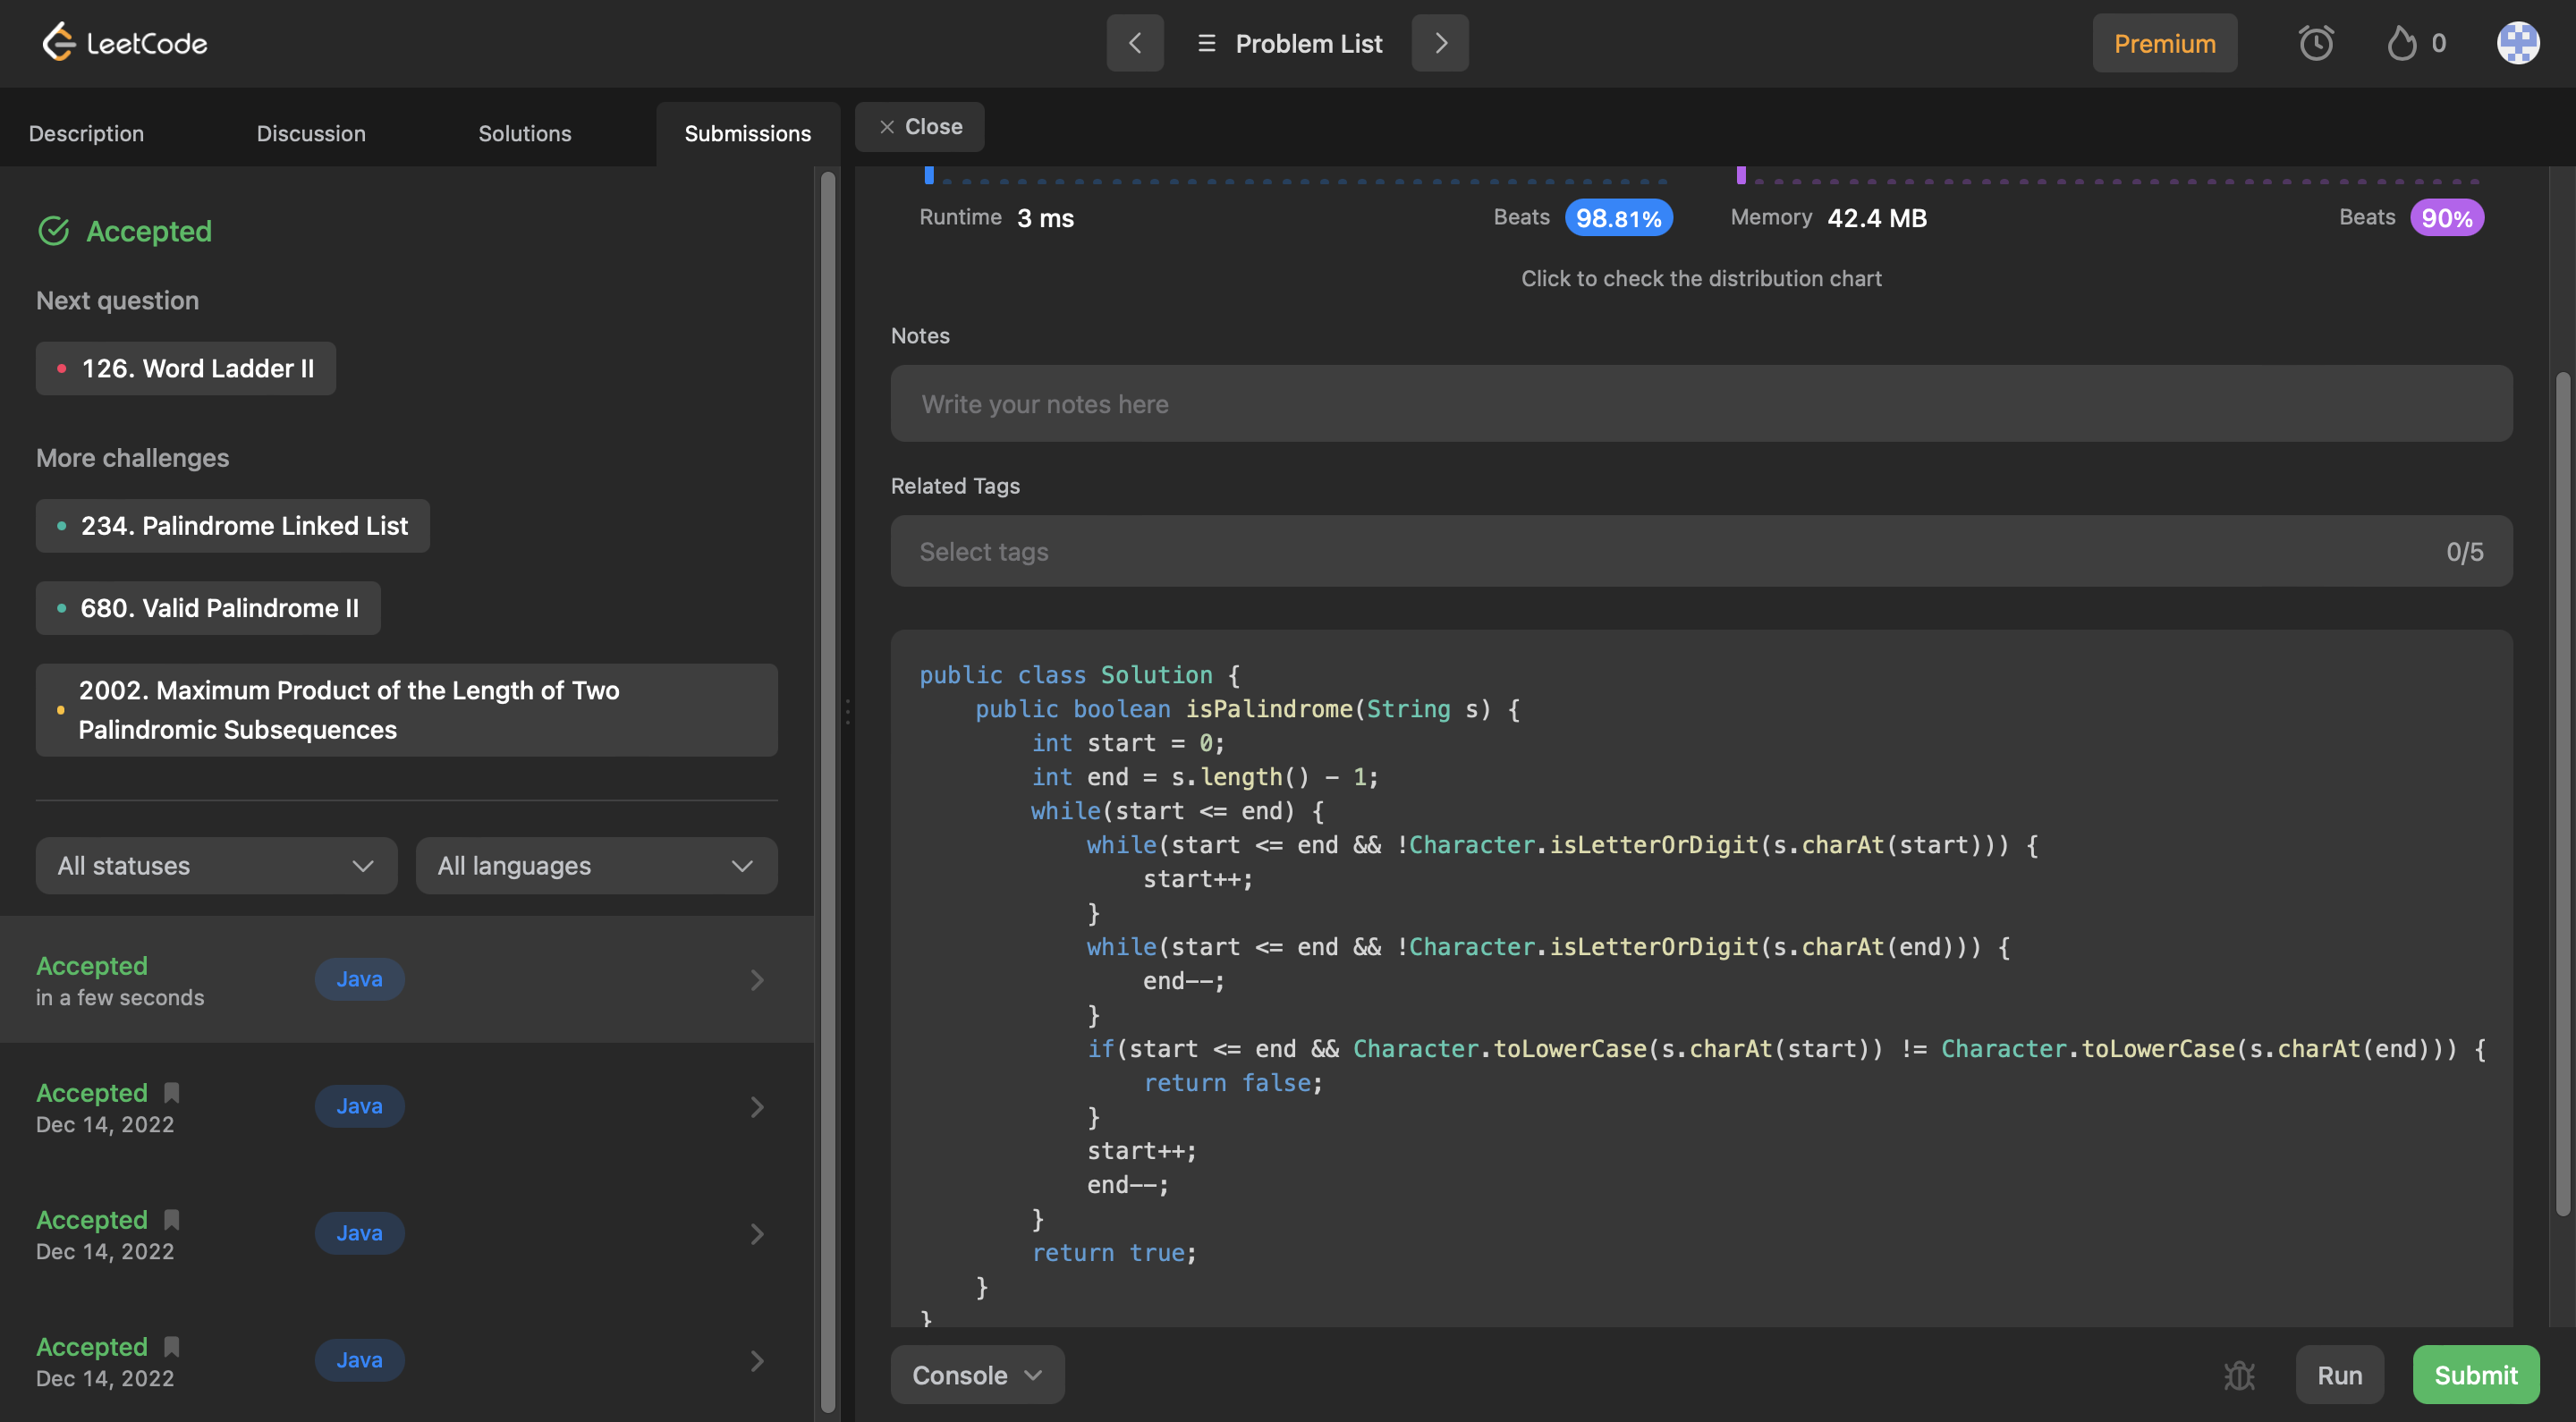 LeetCode
Problem List
Premium
0
Description
Discussion
Solutions
Submissions
Close
Accepted
Next question
126. Word Ladder II
More challenges
234. Palindrome Linked List
680. Valid Palindrome II
2002. Maximum Product of the Length of Two
Palindromic Subsequences
All statuses
All languages
Accepted
in a few seconds
Java
Accepted
Dec 14, 2022
Java
Accepted
Dec 14, 2022
Java
Accepted
Dec 14, 2022
Java
Runtime 3 ms
Beats 98.81%
Memory 42.4 MB
Beats 90%
Click to check the distribution chart
Notes
Write your notes here
Related Tags
Select tags
0/5
public class Solution {
    public boolean isPalindrome(String s) {
        int start = 0;
        int end = s.length() - 1;
        while(start <= end) {
            while(start <= end && !Character.isLetterOrDigit(s.charAt(start))) {
                start++;
            }
            while(start <= end && !Character.isLetterOrDigit(s.charAt(end))) {
                end--;
            }
            if(start <= end && Character.toLowerCase(s.charAt(start)) != Character.toLowerCase(s.charAt(end))) {
                return false;
            }
            start++;
            end--;
        }
        return true;
    }
}
Console
Run
Submit